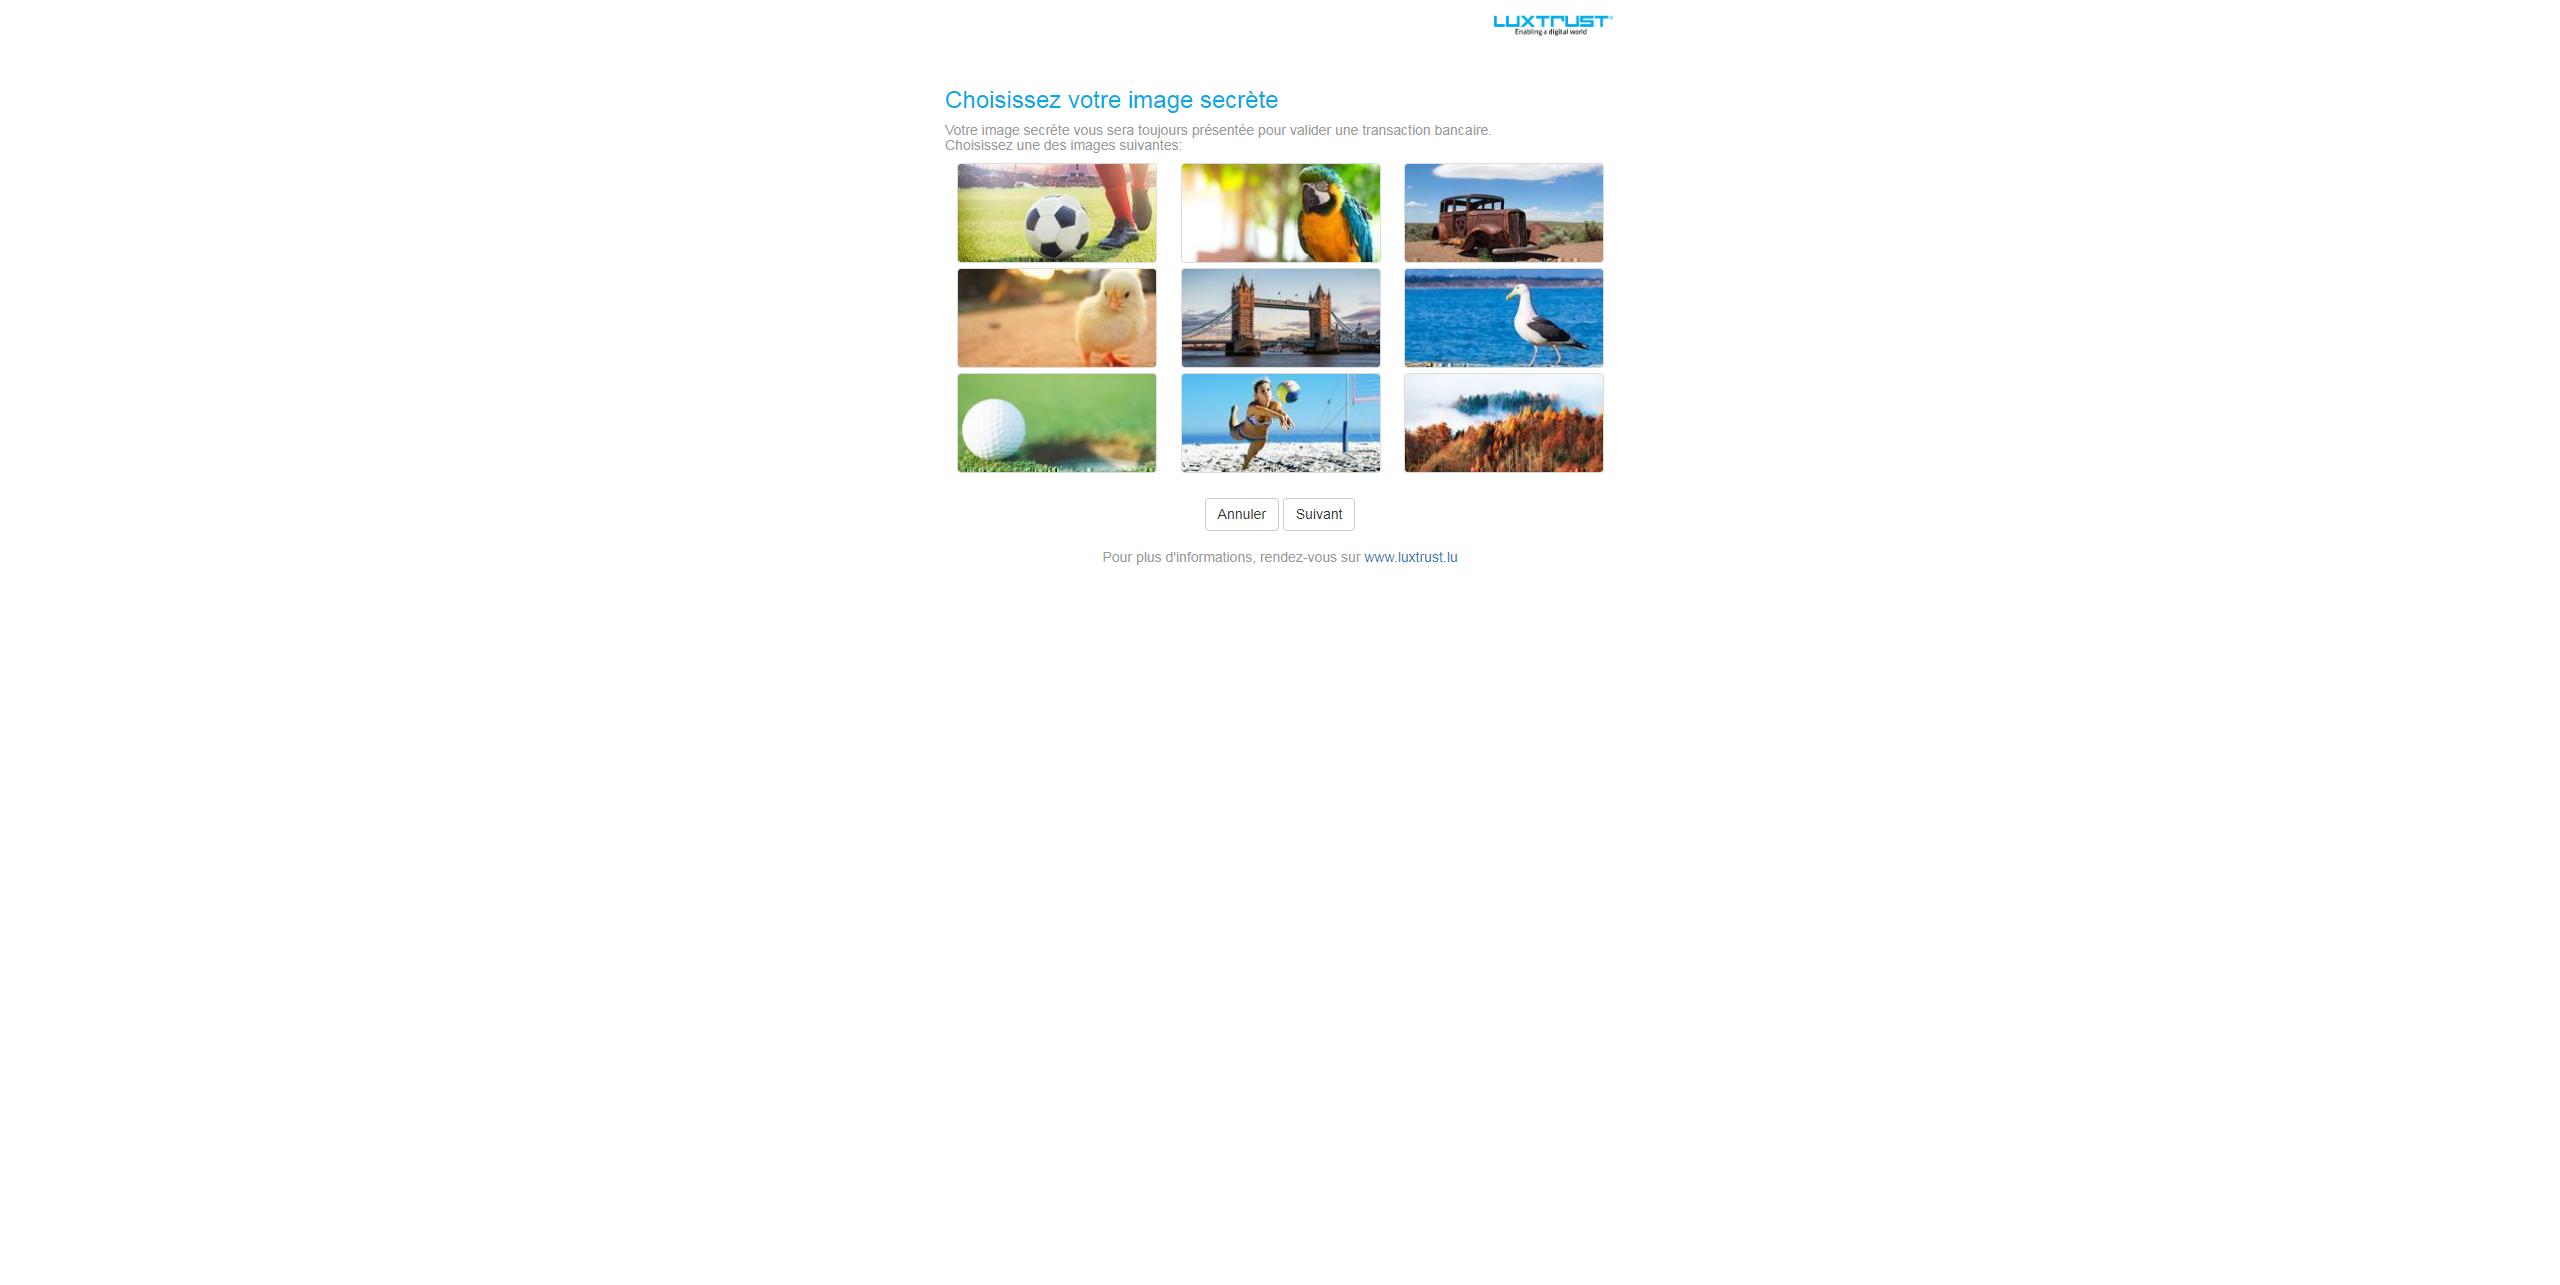 LUXTRUST
Enabling a digital world
Choisissez votre image secrète
Votre image secrète vous sera toujours présentée pour valider une transaction bancaire.
Choisissez une des images suivantes:
Annuler Suivant
Pour plus d'informations, rendez-vous sur www.luxtrust.lu